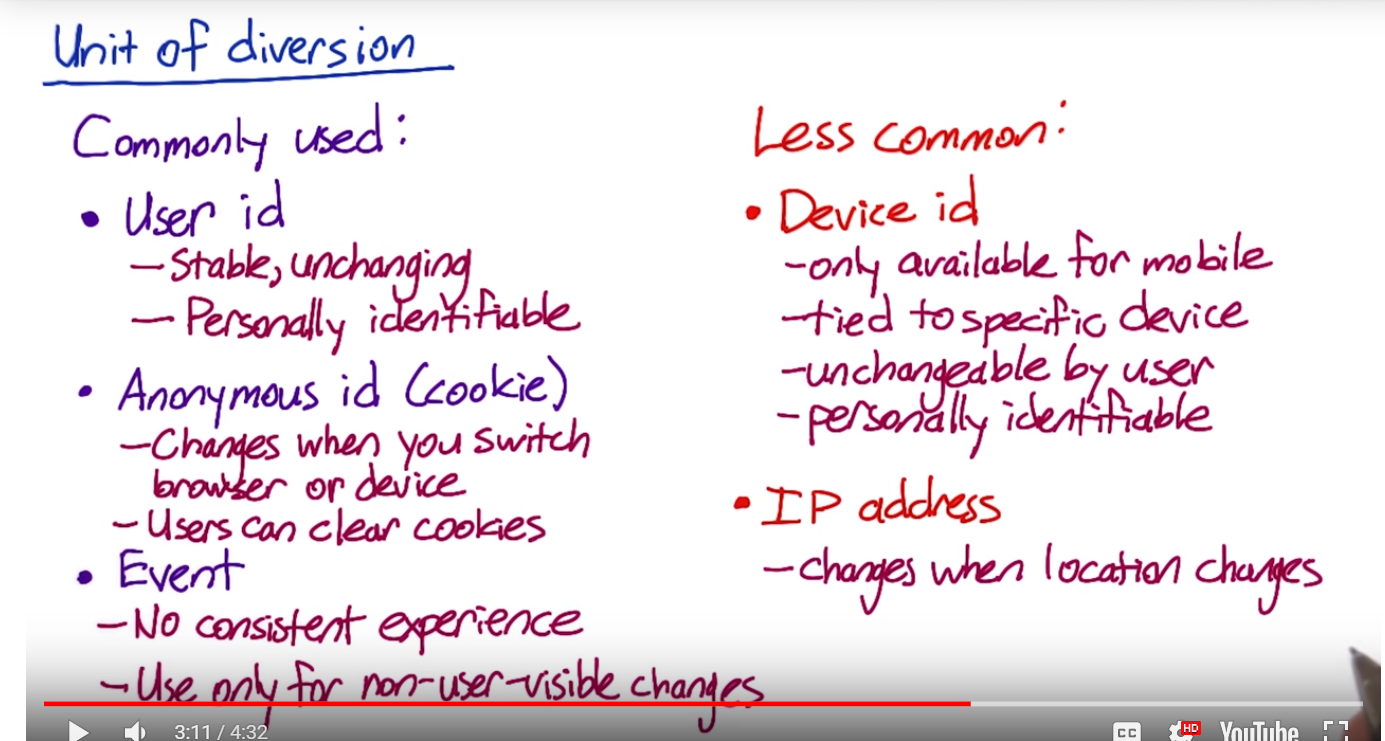 Unit of diversion
Commonly used:
• User id
– Stable, unchanging
– Personally identifiable
• Anonymous id (cookie)
– Changes when you switch
browser or device
– Users can clear cookies
• Event
– No consistent experience
– Use only for non-user-visible changes
Less common:
• Device id
– only available for mobile
– tied to specific device
– unchangeable by user
– personally identifiable
• IP address
– changes when location changes
3:11 / 4:32
CC
HD
YouTube